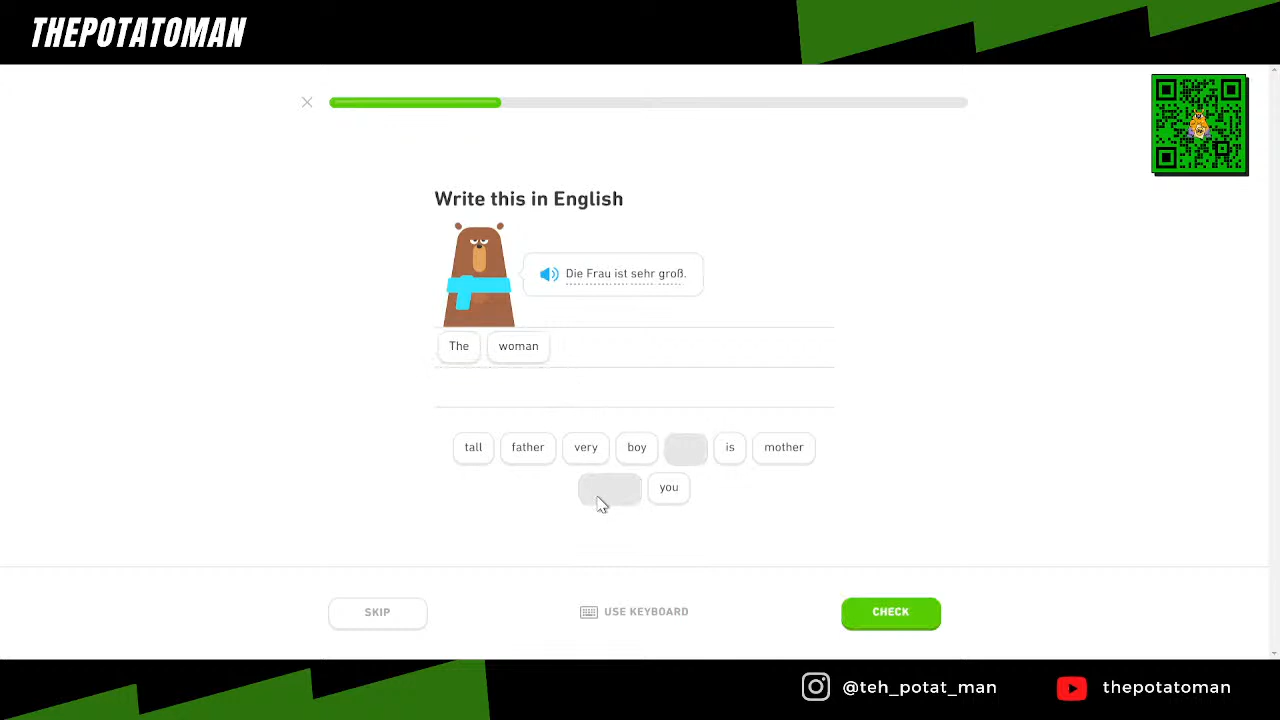 THEPOTATOMAN
Write this in English
Die Frau ist sehr groß.
The woman
tall father very boy is mother
you
SKIP USE KEYBOARD CHECK
@teh_potat_man thepotatoman